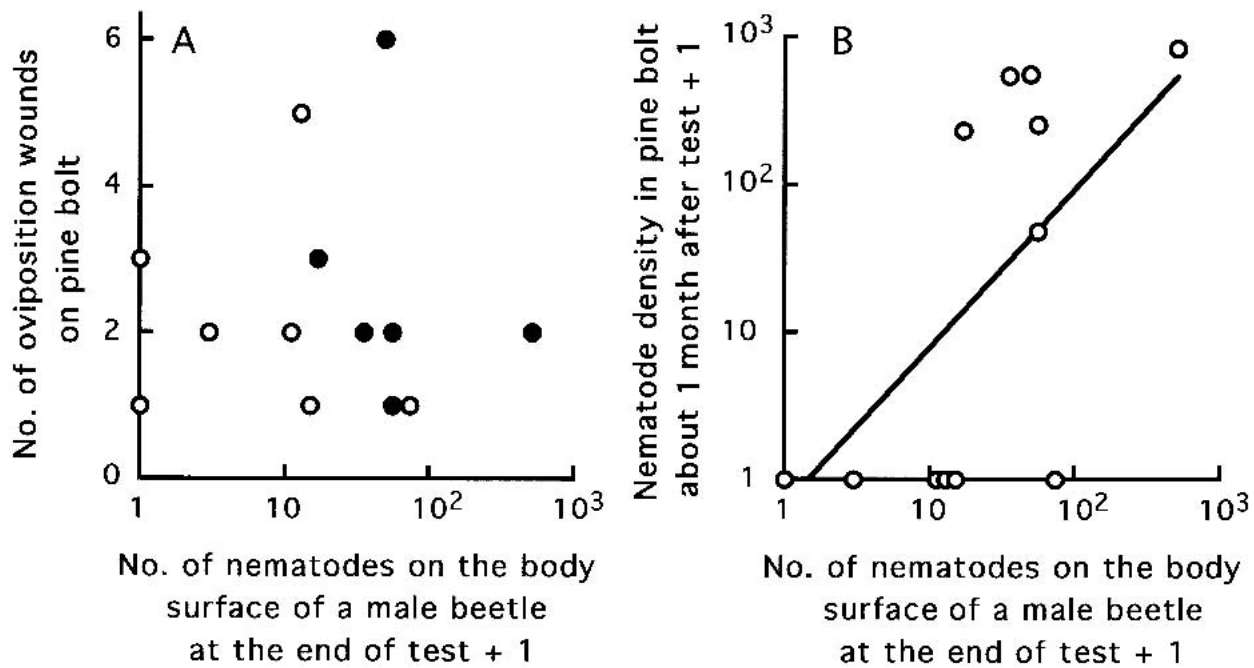 A
No. of oviposition wounds
on pine bolt
6
4
2
0
1
10
10²
10³
No. of nematodes on the body
surface of a male beetle
at the end of test + 1
B
Nematode density in pine bolt
about 1 month after test + 1
10³
10²
10
1
1
10
10²
10³
No. of nematodes on the body
surface of a male beetle
at the end of test + 1